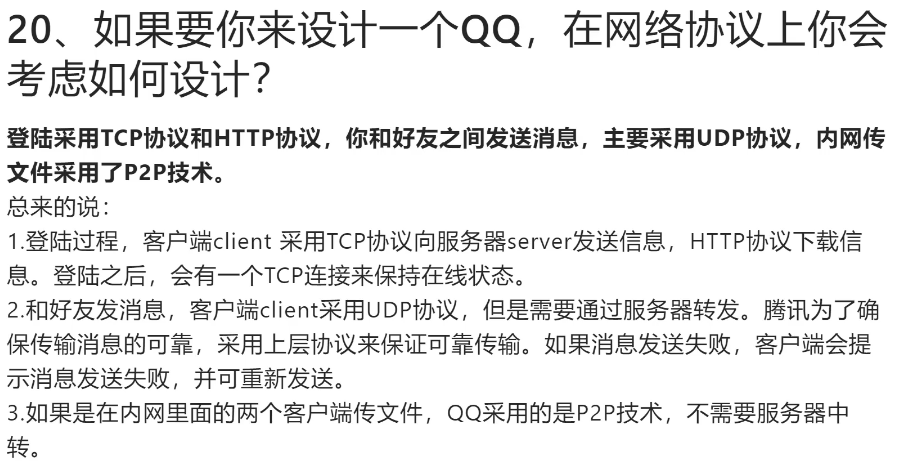 20、如果要你来设计一个QQ，在网络协议上你会
考虑如何设计？
登陆采用TCP协议和HTTP协议，你和好友之间发送消息，主要采用UDP协议，内网传
文件采用了P2P技术。
总来的说：
1.登陆过程，客户端client 采用TCP协议向服务器server发送信息，HTTP协议下载信
息。登陆之后，会有一个TCP连接来保持在线状态。
2.和好友发消息，客户端client采用UDP协议，但是需要通过服务器转发。腾讯为了确
保传输消息的可靠，采用上层协议来保证可靠传输。如果消息发送失败，客户端会提
示消息发送失败，并可重新发送。
3.如果是在内网里面的两个客户端传文件，QQ采用的是P2P技术，不需要服务器中
转。